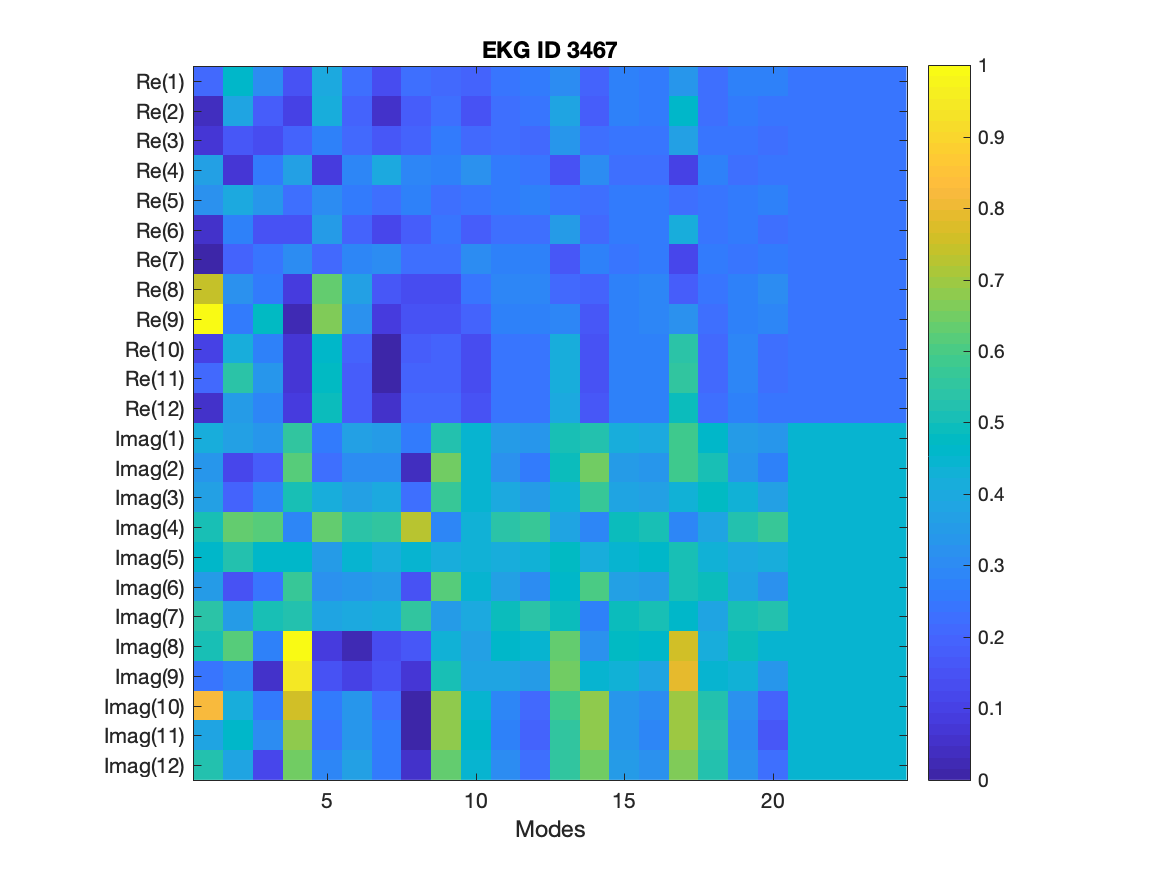 EKG ID 3467
Re(1)
Re(2)
Re(3)
Re(4)
Re(5)
Re(6)
Re(7)
Re(8)
Re(9)
Re(10)
Re(11)
Re(12)
Imag(1)
Imag(2)
Imag(3)
Imag(4)
Imag(5)
Imag(6)
Imag(7)
Imag(8)
Imag(9)
Imag(10)
Imag(11)
Imag(12)
5 10 15 20
Modes
1
0.9
0.8
0.7
0.6
0.5
0.4
0.3
0.2
0.1
0